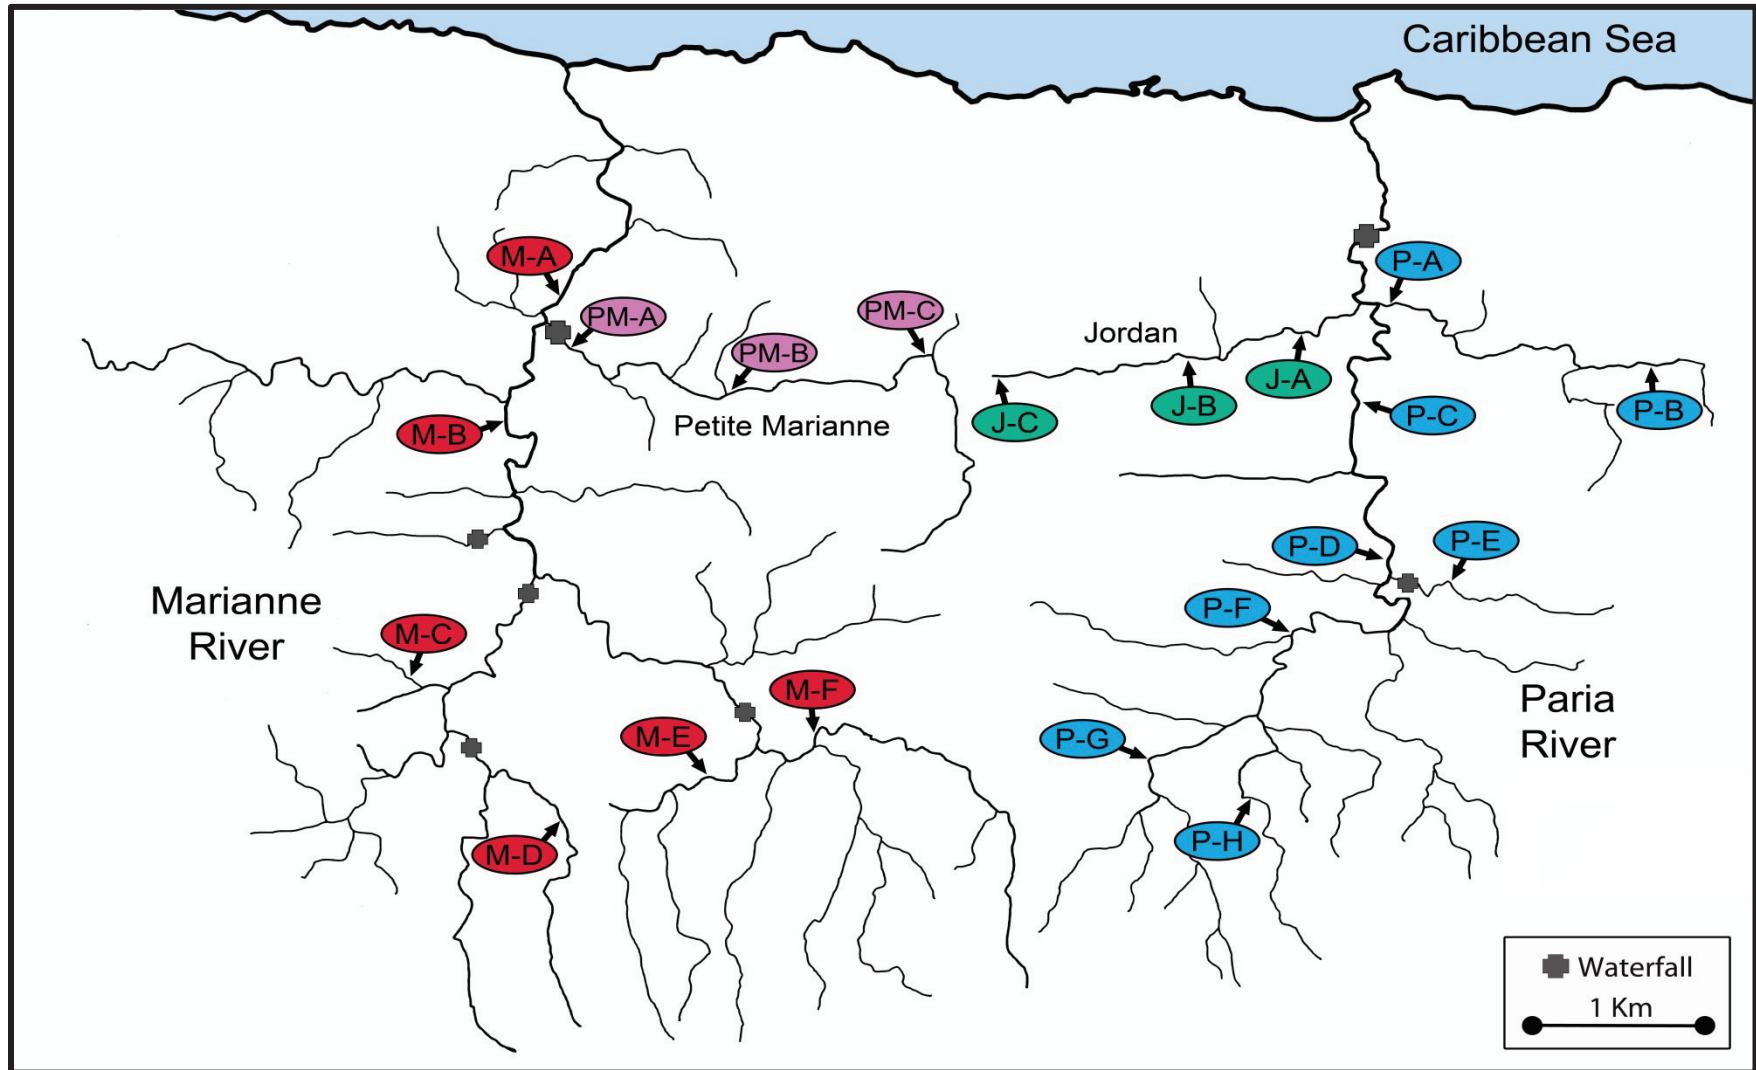 Caribbean Sea
M-A
P-A
PM-A
PM-C
Jordan
PM-B
J-A
J-B
P-B
J-C
P-C
Petite Marianne
M-B
P-D
P-E
Marianne
River
P-F
M-C
M-F
Paria
River
M-E
P-G
P-H
M-D
Waterfall
1 Km